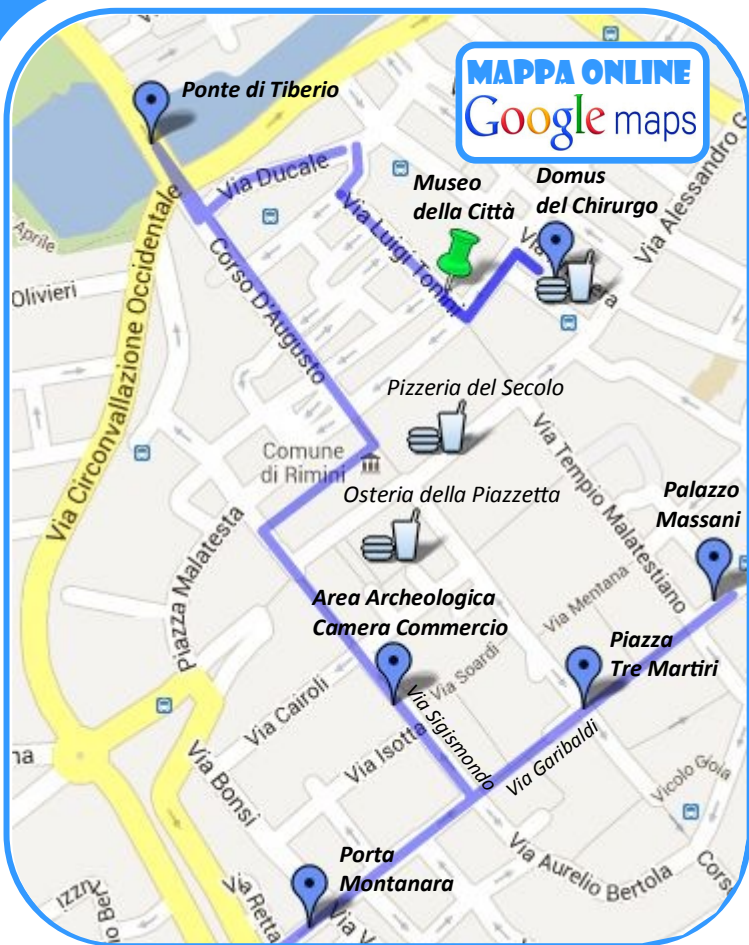 MAPPA ONLINE
Google maps
Ponte di Tiberio
Via Ducale
Museo
della Città
Domus
del Chirurgo
Via Alessandro G
Aprile
Olivieri
Via Luigi Tonini
Via Circonvallazione Occidentale
Corso D'Augusto
Pizzeria del Secolo
Comune
di Rimini
Osteria della Piazzetta
Via Tempio Malatestiano
Palazzo
Massani
Piazza Malatesta
Area Archeologica
Camera Commercio
Via Mentana
Piazza
Tre Martiri
Via Soardi
Via Cairoli
Via Sigismondo
Via Isotta
Via Garibaldi
na
Via Bonsi
Vicolo Gioia
Via Aurelio Bertola
Corso
Porta
Montanara
Via Retta
Via V